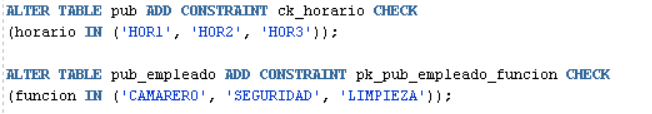 ALTER TABLE pub ADD CONSTRAINT ck_horario CHECK
(horario IN ('HOR1', 'HOR2', 'HOR3'));
ALTER TABLE pub_empleado ADD CONSTRAINT pk_pub_empleado_funcion CHECK
(funcion IN ('CAMARERO', 'SEGURIDAD', 'LIMPIEZA'));